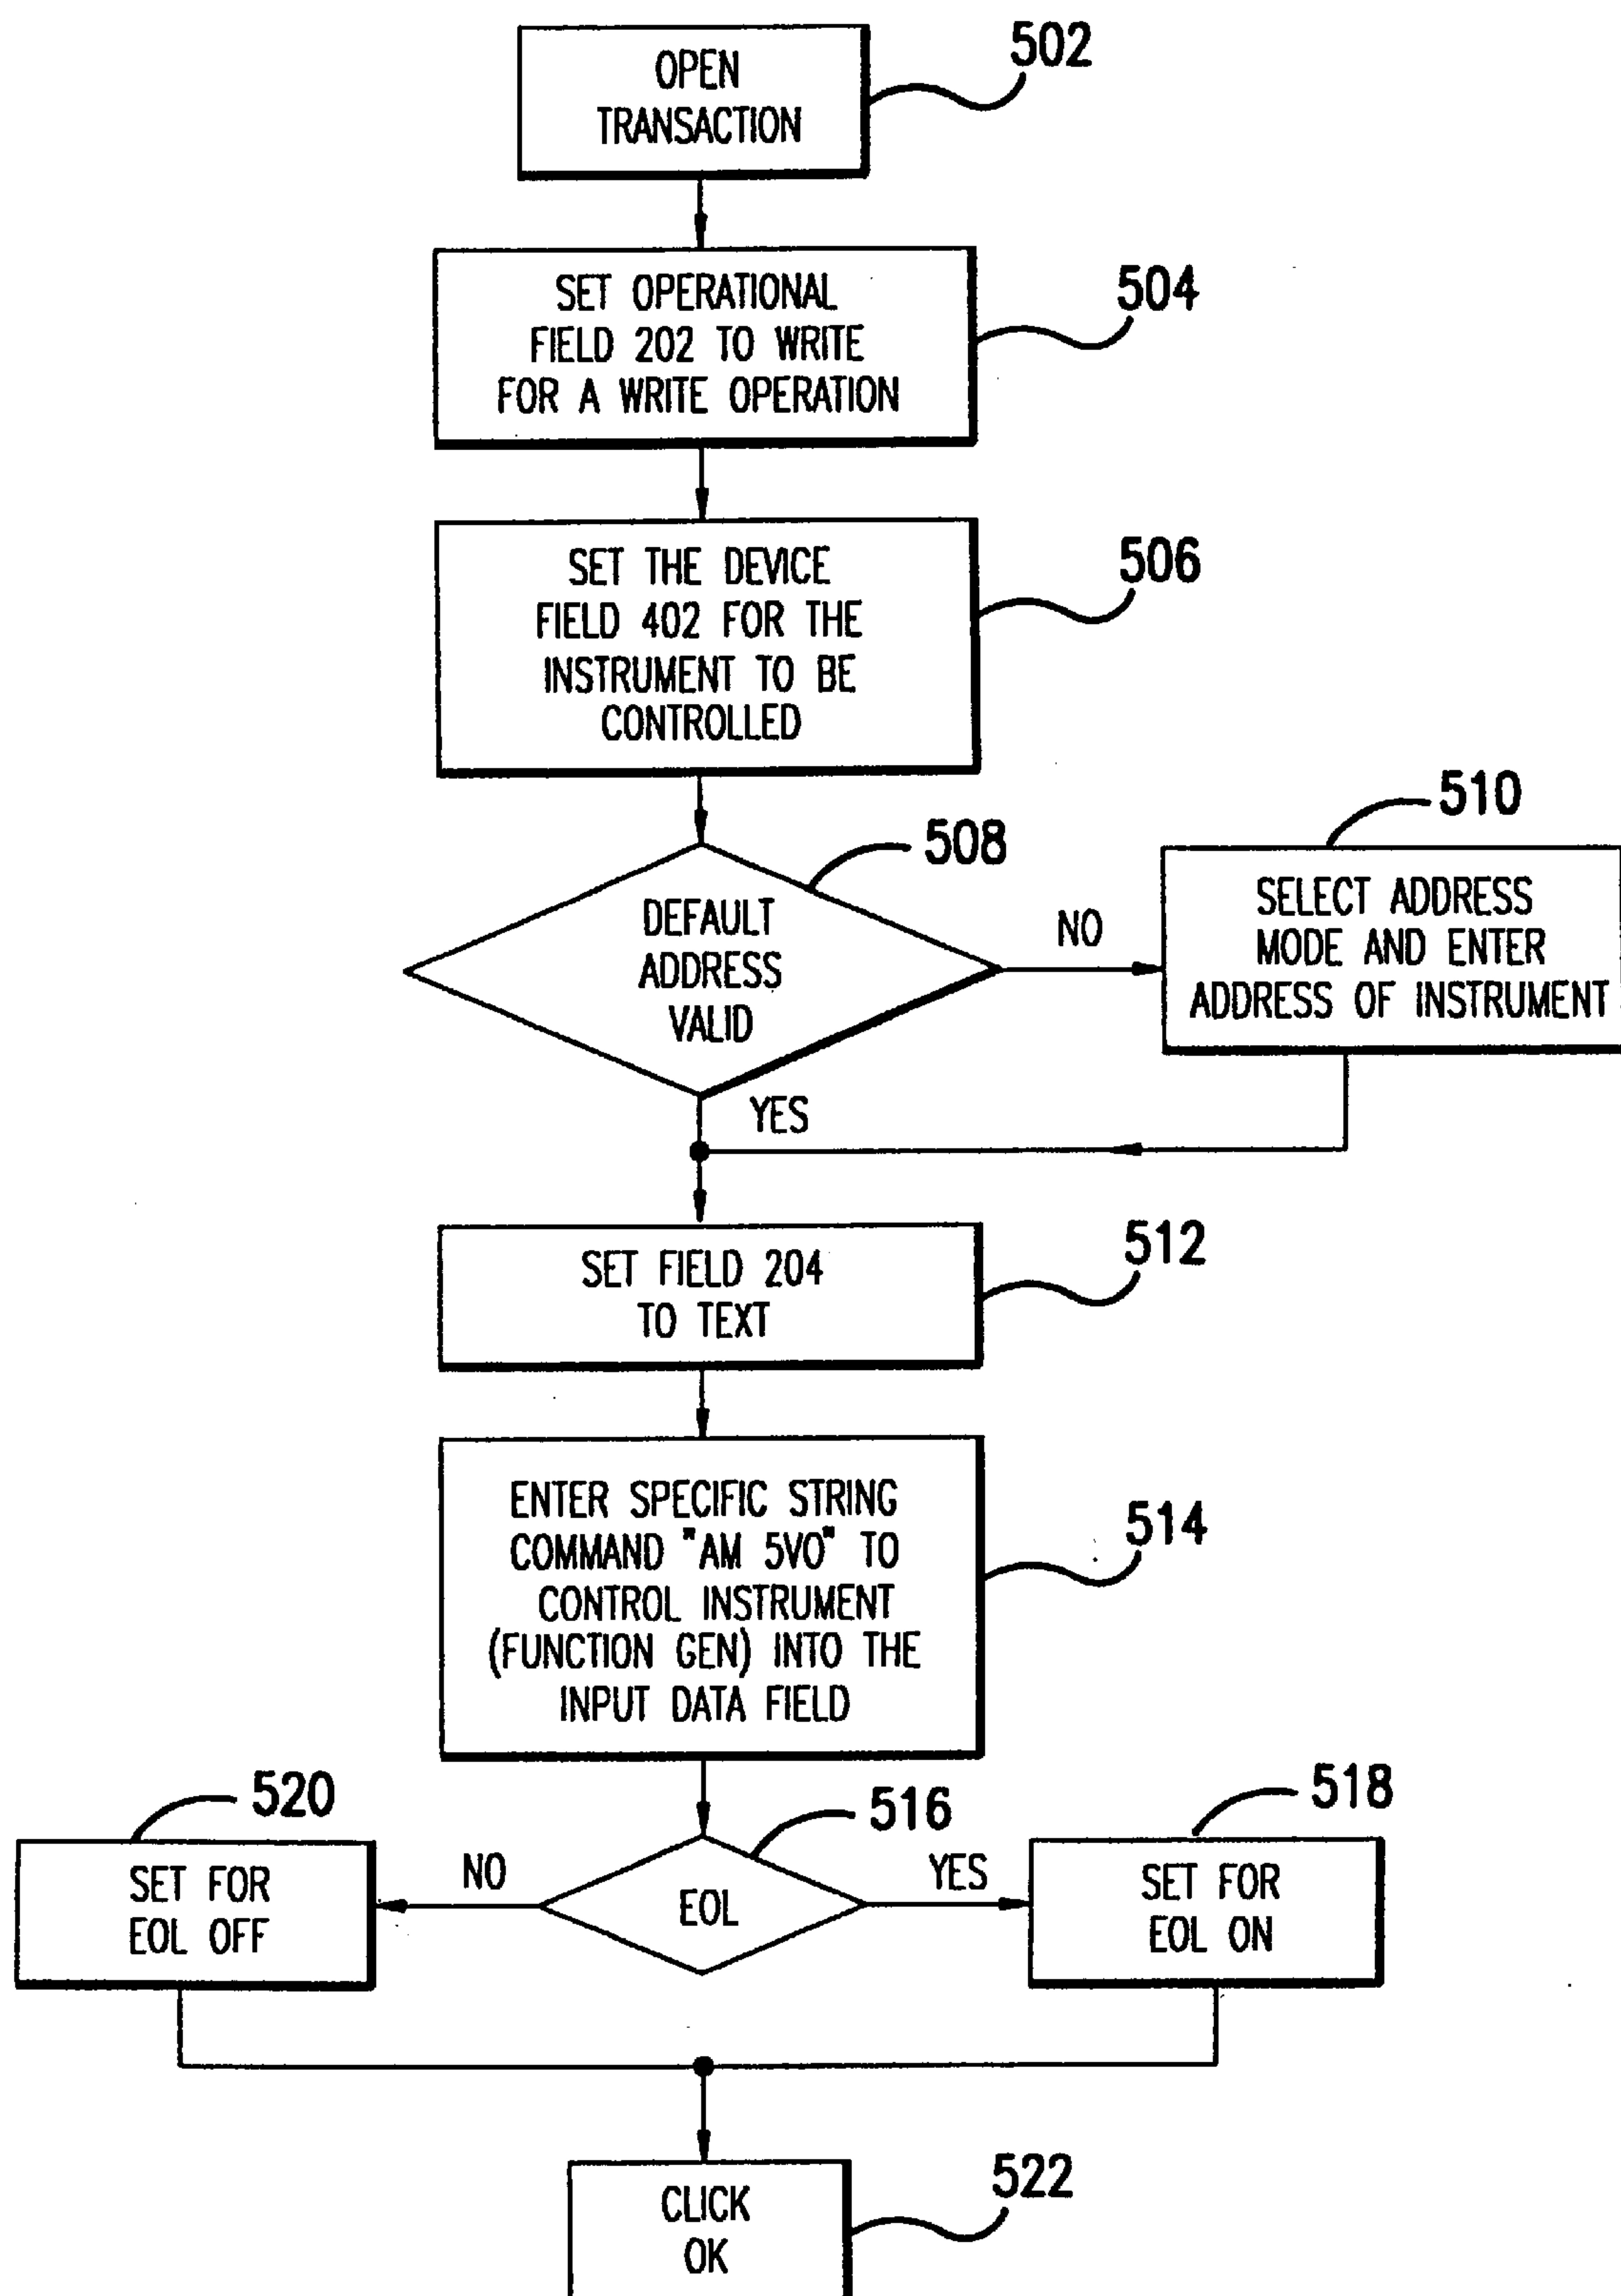 502
OPEN
TRANSACTION
504
SET OPERATIONAL
FIELD 202 TO WRITE
FOR A WRITE OPERATION
506
SET THE DEVICE
FIELD 402 FOR THE
INSTRUMENT TO BE
CONTROLLED
508
DEFAULT
ADDRESS
VALID
NO
510
SELECT ADDRESS
MODE AND ENTER
ADDRESS OF INSTRUMENT
YES
512
SET FIELD 204
TO TEXT
514
ENTER SPECIFIC STRING
COMMAND "AM 5VO" TO
CONTROL INSTRUMENT
(FUNCTION GEN) INTO THE
INPUT DATA FIELD
516
EOL
NO
520
SET FOR
EOL OFF
YES
518
SET FOR
EOL ON
522
CLICK
OK